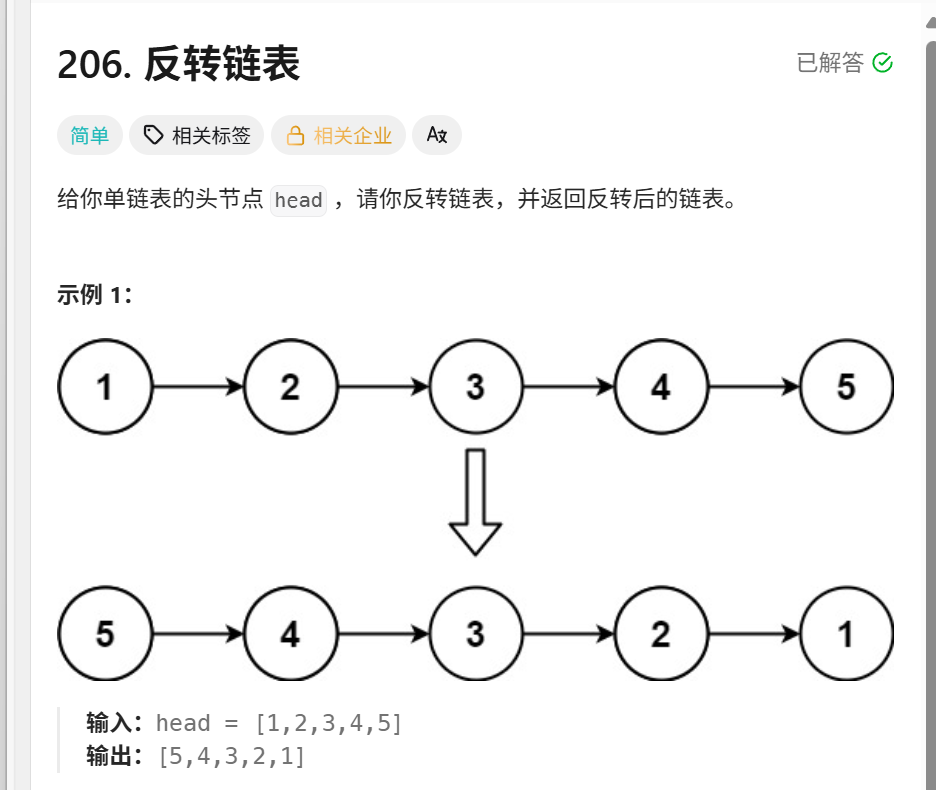 206. 反转链表
已解答
简单 相关标签 相关企业 A文
给你单链表的头节点 head ，请你反转链表，并返回反转后的链表。
示例 1：
1 2 3 4 5
5 4 3 2 1
输入：head = [1,2,3,4,5]
输出：[5,4,3,2,1]